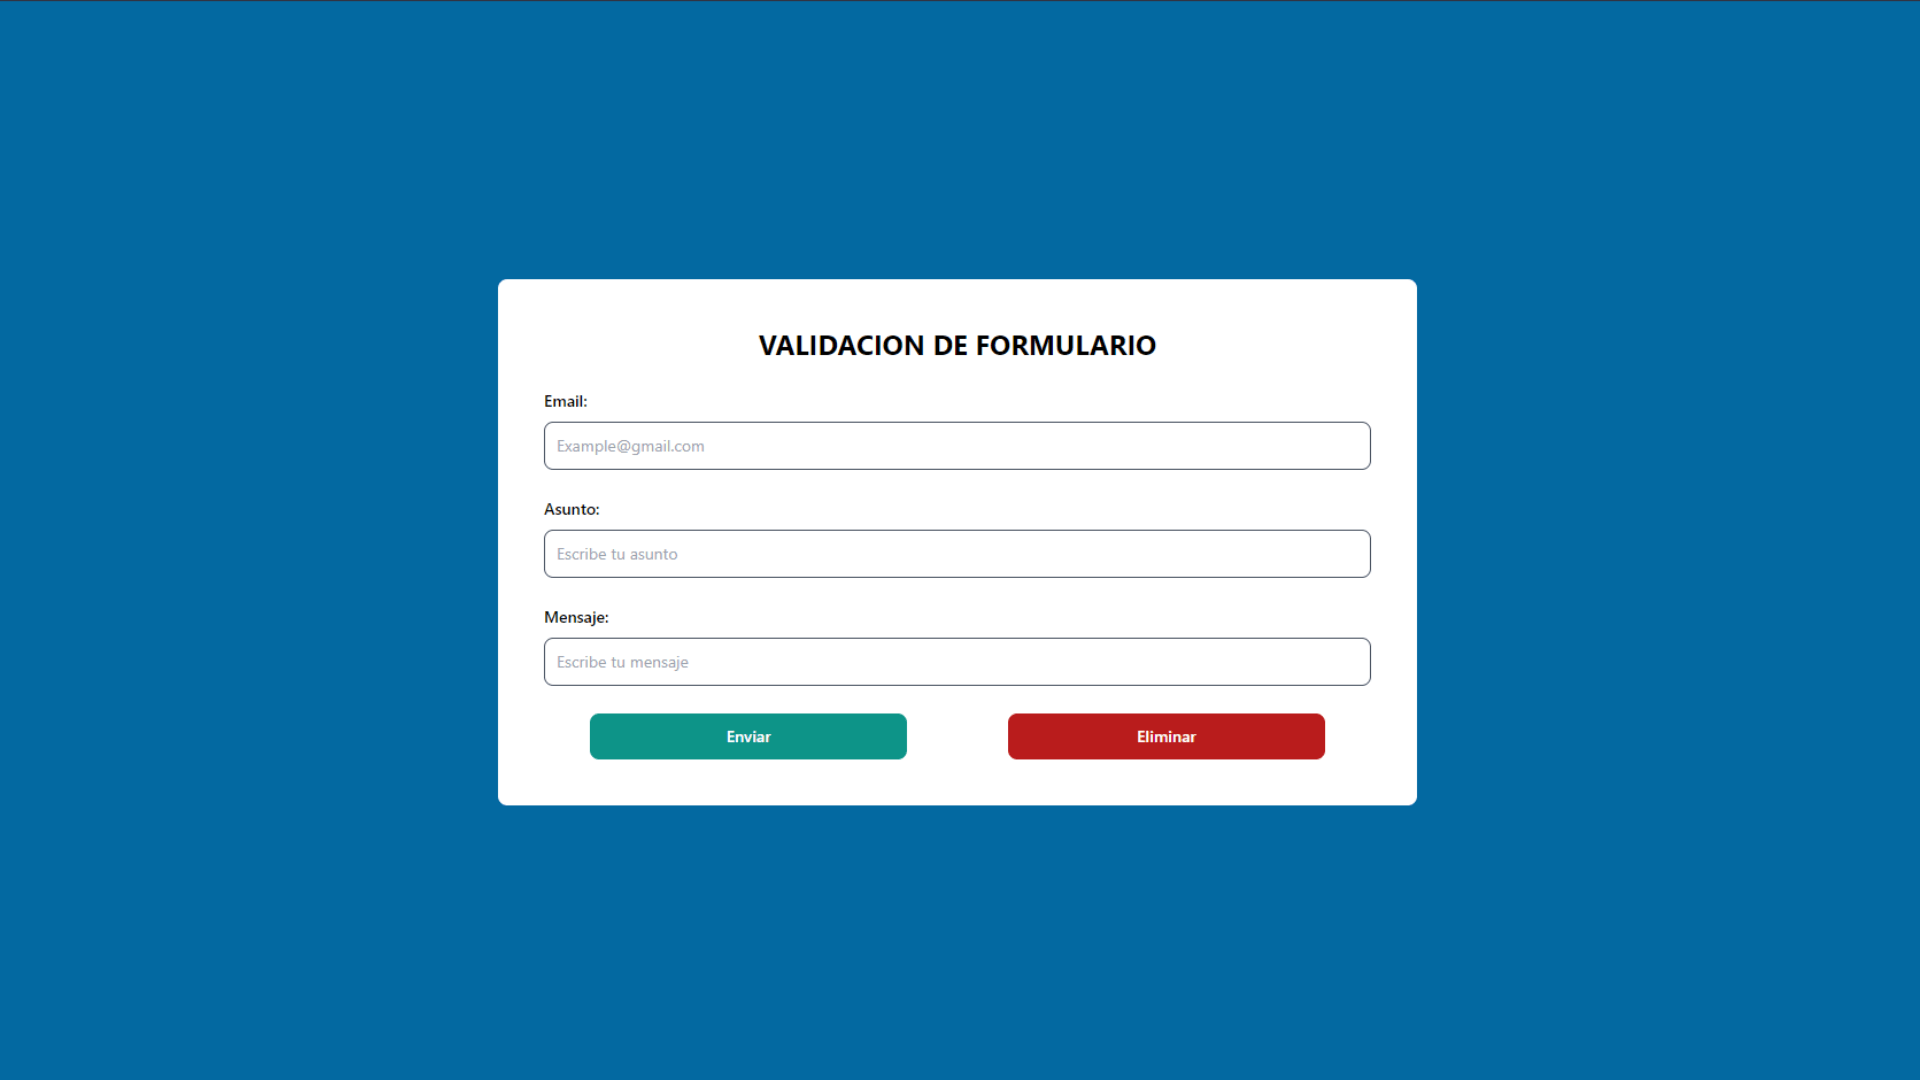 VALIDACION DE FORMULARIO
Email:
Example@gmail.com
Asunto:
Escribe tu asunto
Mensaje:
Escribe tu mensaje
Enviar
Eliminar